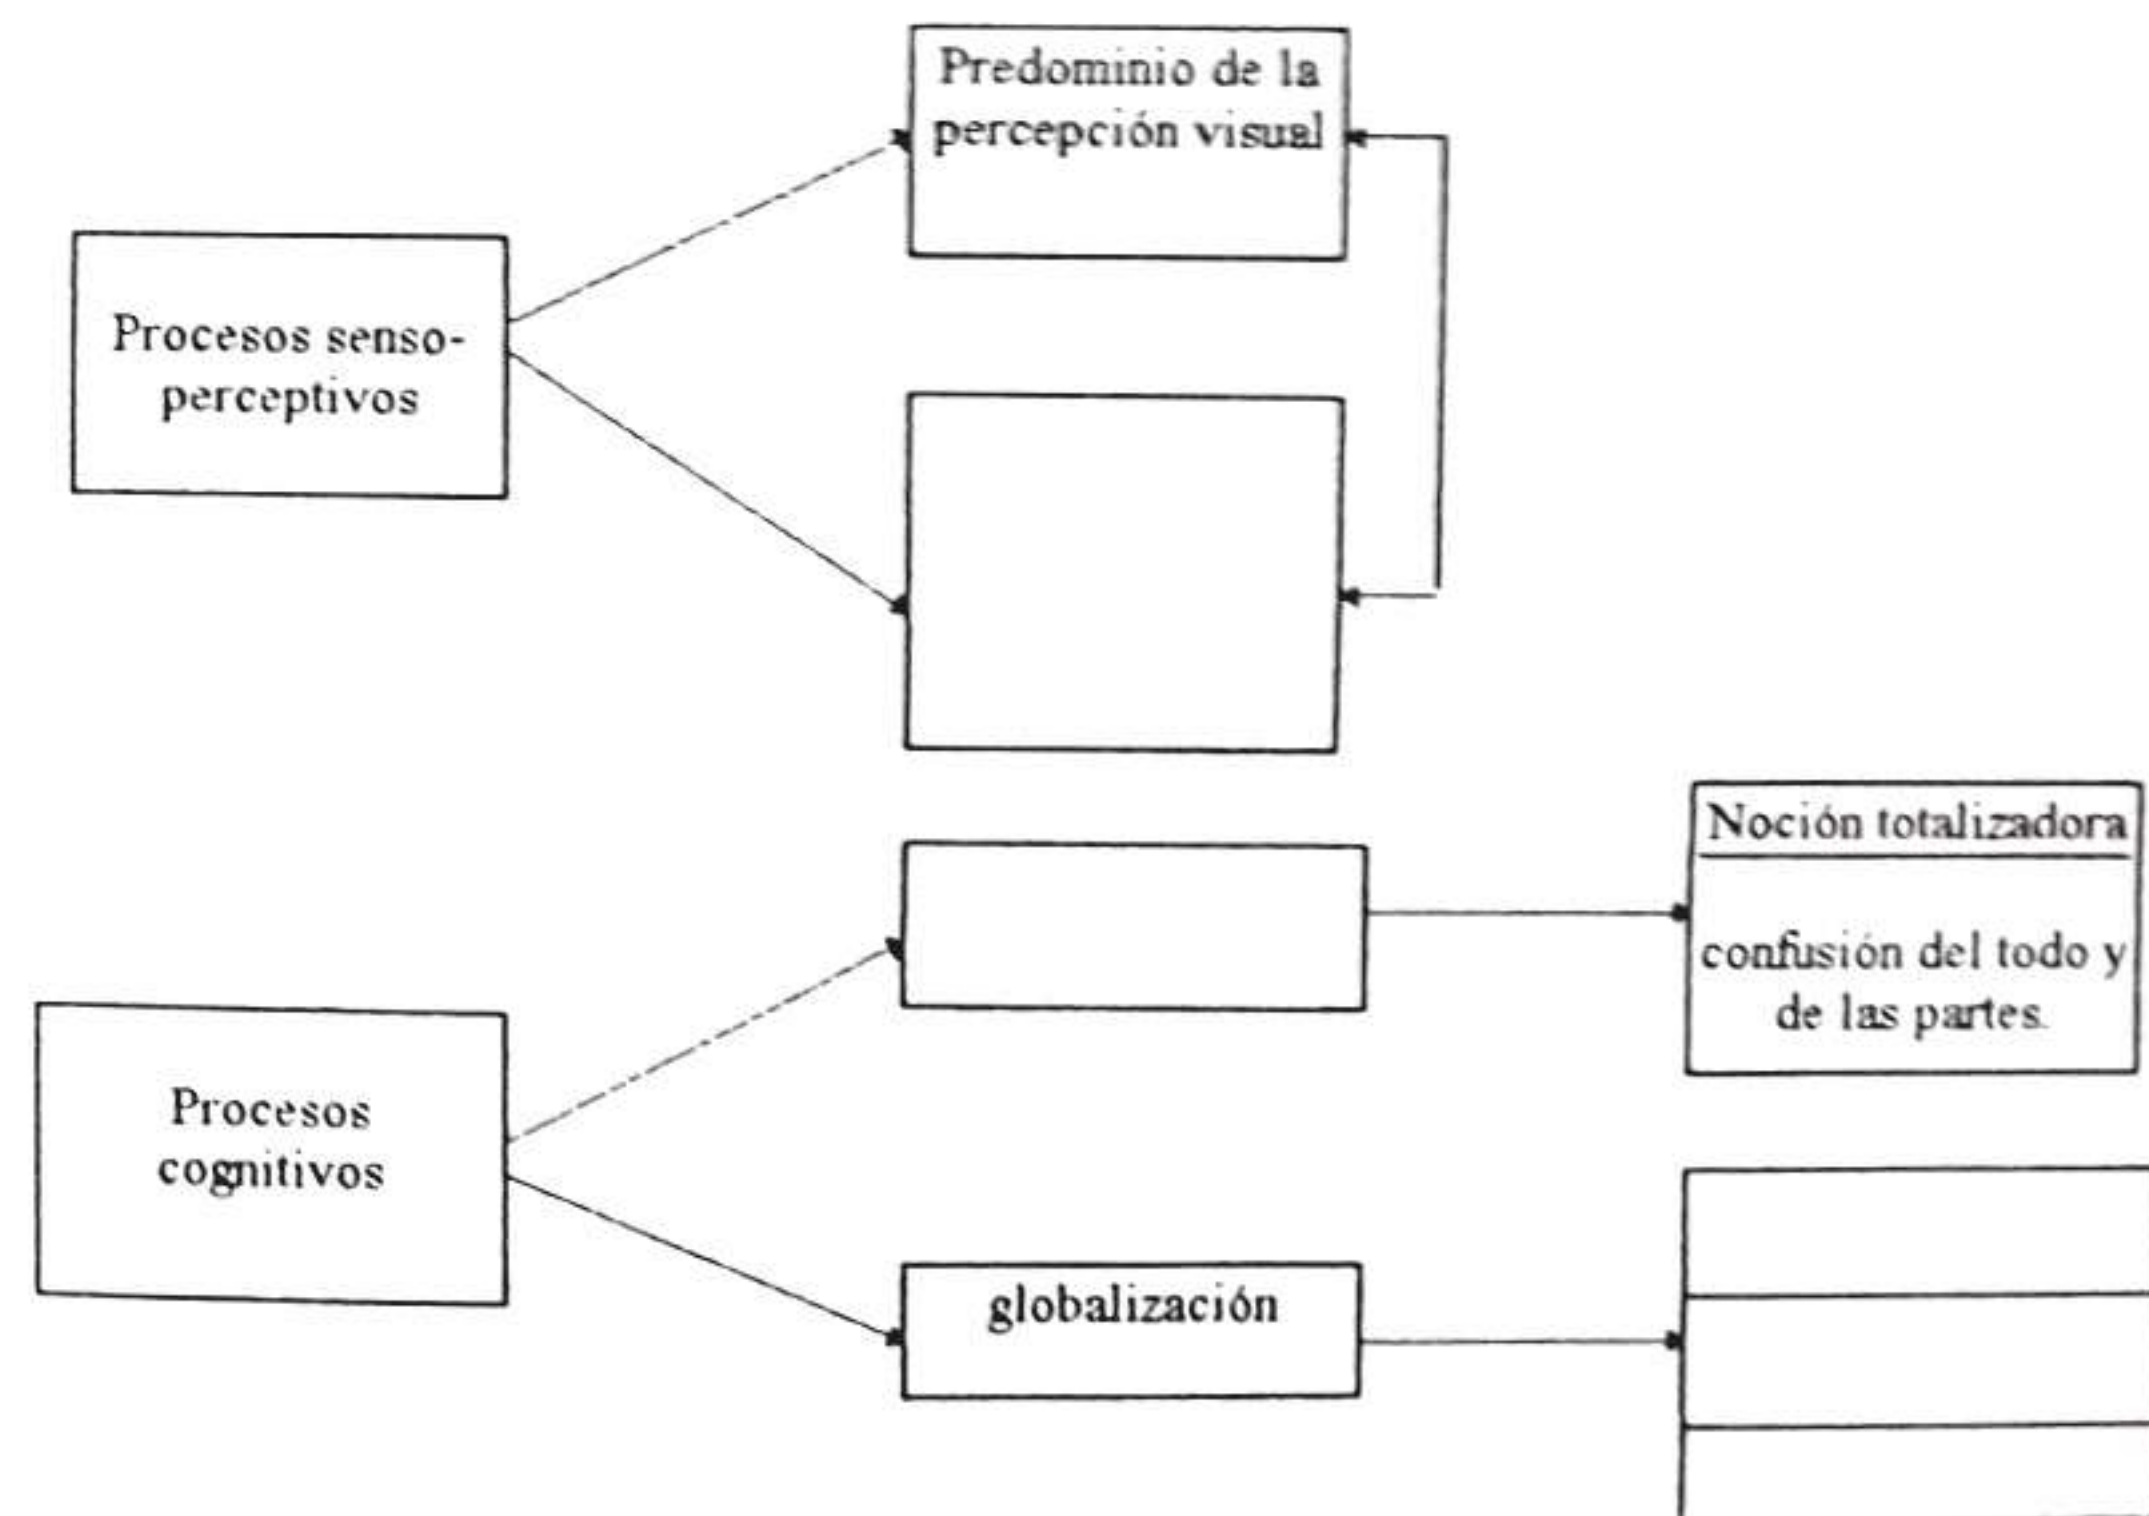 Predominio de la
percepción visual
Procesos senso-
perceptivos
Noción totalizadora
confusión del todo y
de las partes.
Procesos
cognitivos
globalización